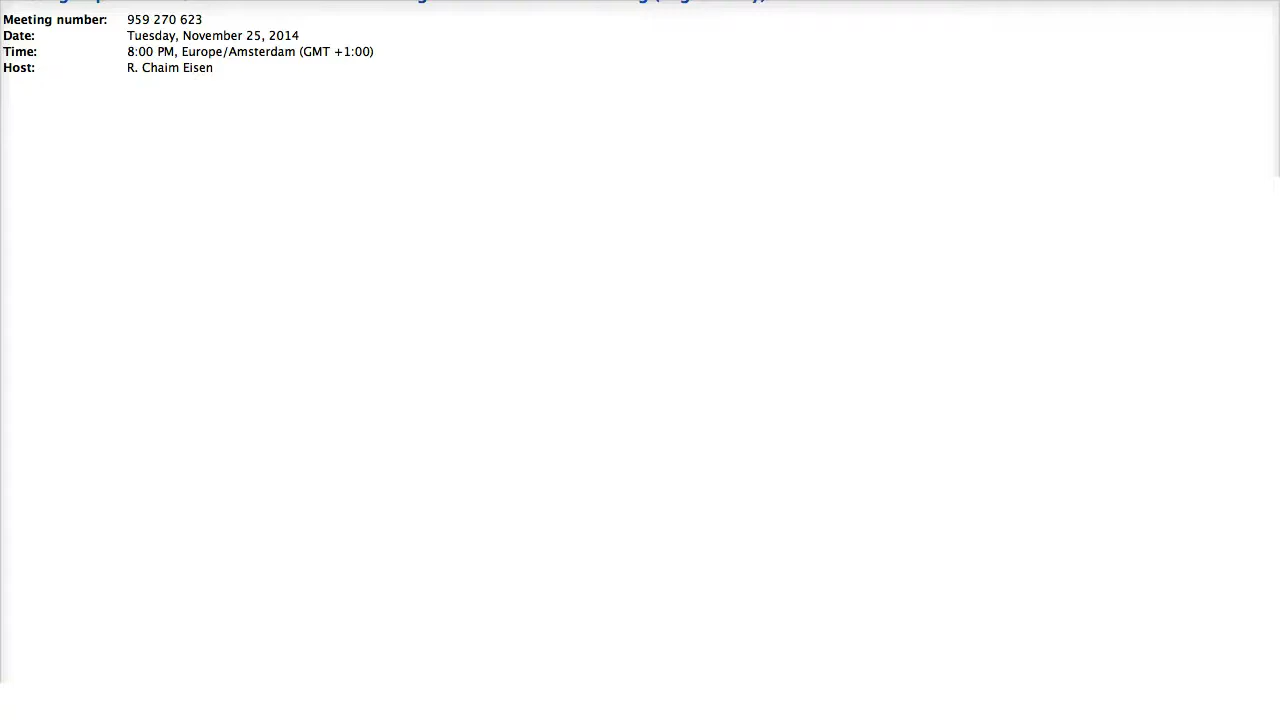 Meeting number: 959 270 623
Date: Tuesday, November 25, 2014
Time: 8:00 PM, Europe/Amsterdam (GMT +1:00)
Host: R. Chaim Eisen